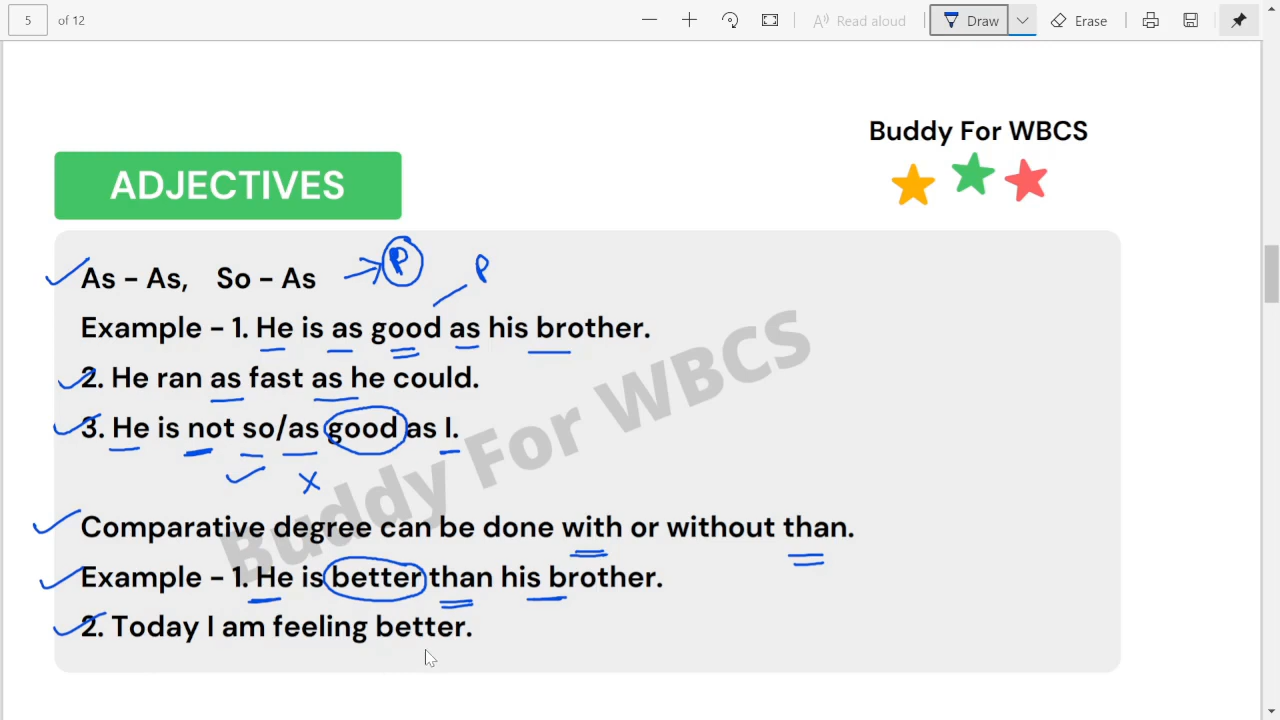 5 of 12 Read aloud Draw Erase
Buddy For WBCS
ADJECTIVES
As – As, So – As P
P
Example – 1. He is as good as his brother.
2. He ran as fast as he could.
3. He is not so/as good as I.
Comparative degree can be done with or without than.
Example – 1. He is better than his brother.
2. Today I am feeling better.
Buddy For WBCS